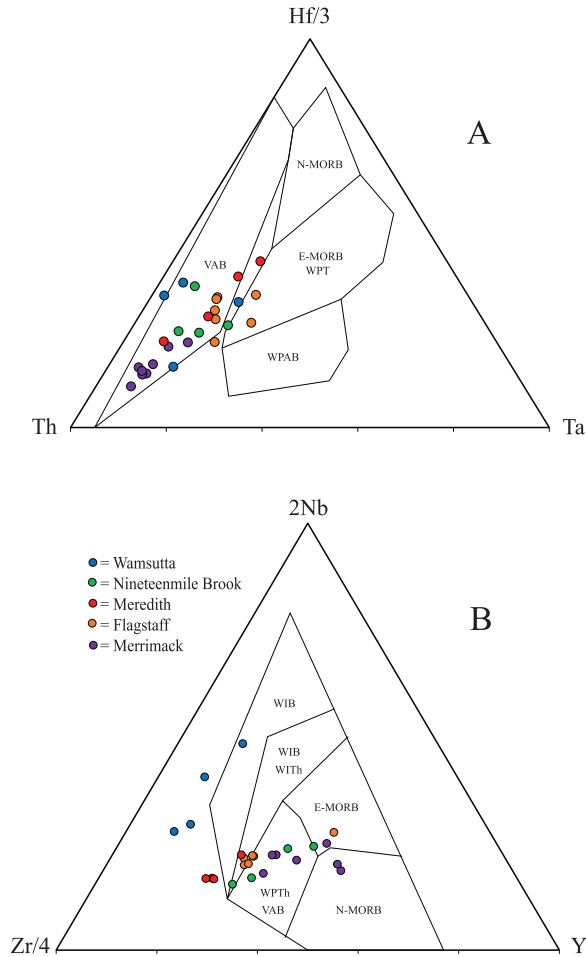 Hf/3
A
N-MORB
E-MORB
WPT
VAB
WPAB
Th
Ta
2Nb
= Wamsutta
= Nineteenmile Brook
= Meredith
= Flagstaff
= Merrimack
B
WIB
WIB
WITh
E-MORB
WPTh
VAB
N-MORB
Zr/4
Y